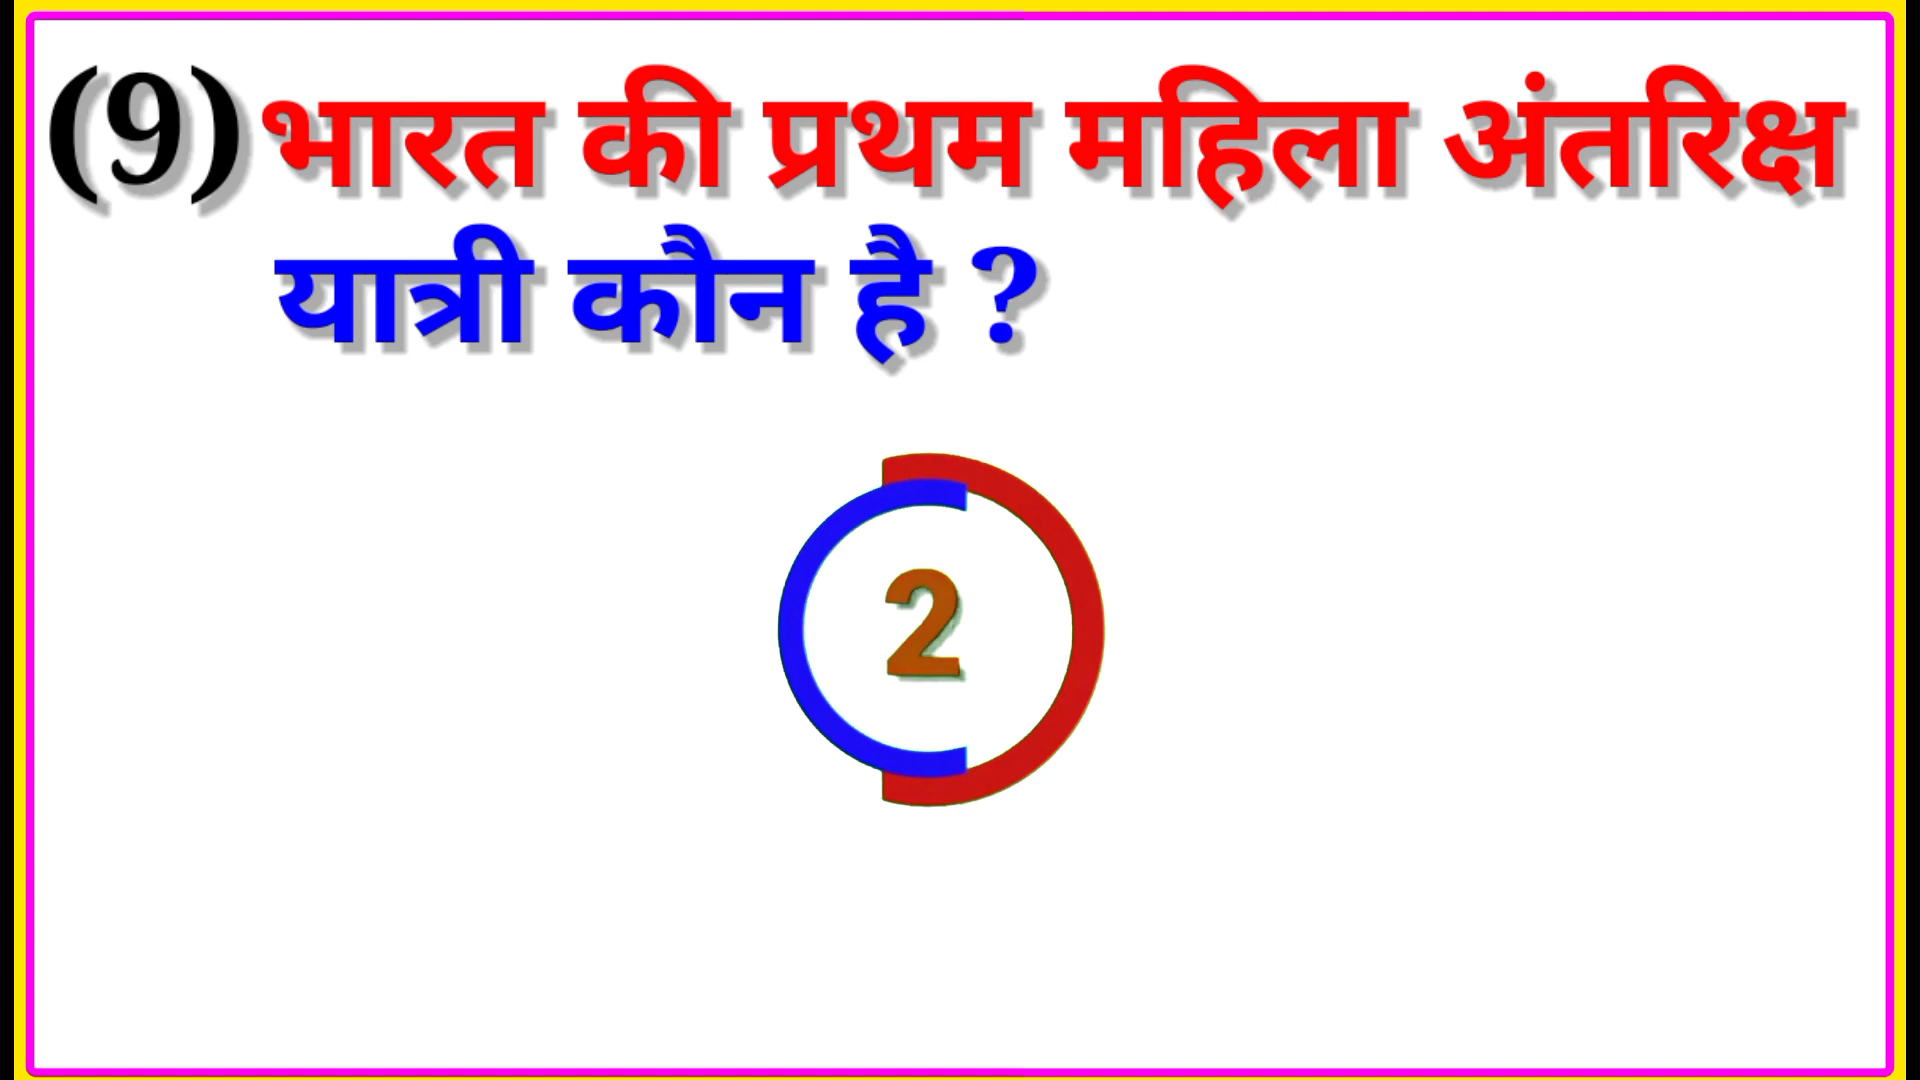 (9) भारत की प्रथम महिला अंतरिक्ष
यात्री कौन है ?
2